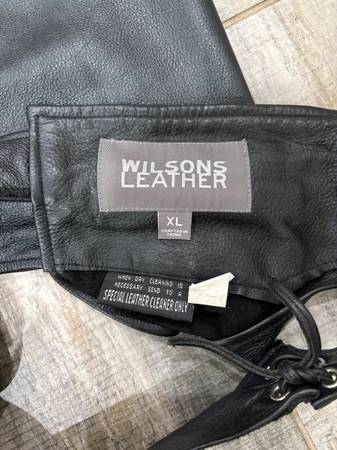 WILSONS
LEATHER
XL
CRAFTED IN
CHINA
WHEN DRY CLEANING IS
NECESSARY SEND TO A
SPECIAL LEATHER CLEANER ONLY